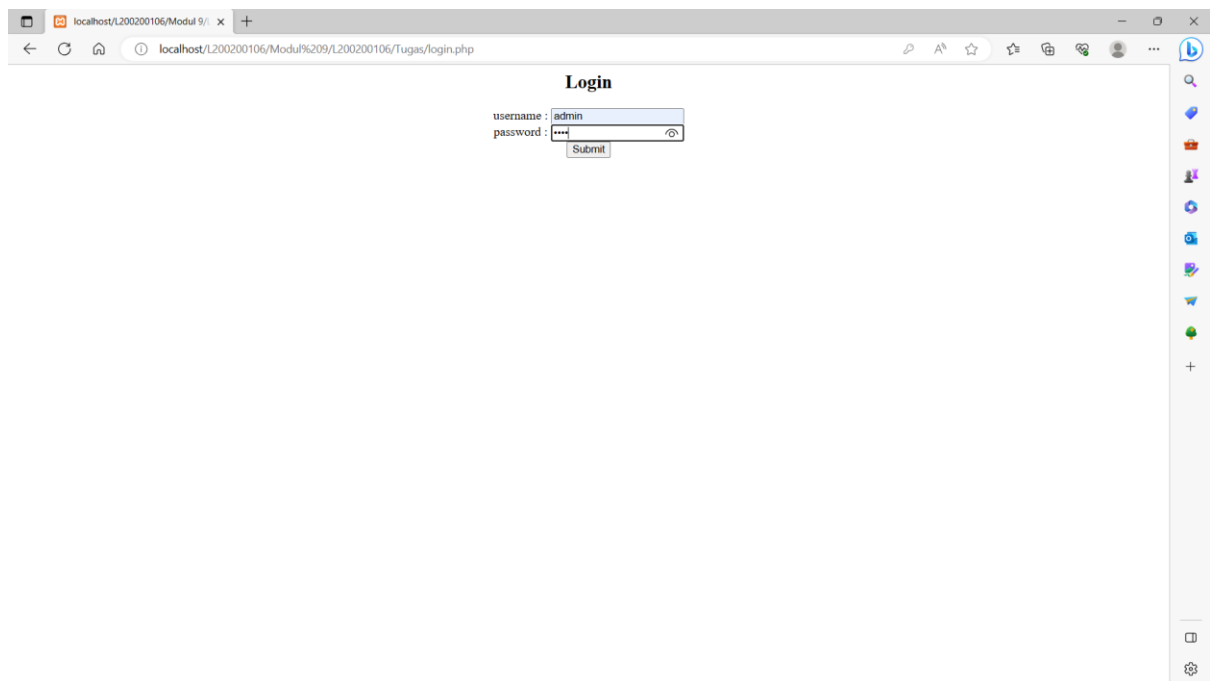 localhost/L200200106/Modul 9/
localhost/L200200106/Modul%209/L200200106/Tugas/login.php
Login
username : admin
password : ••••
Submit